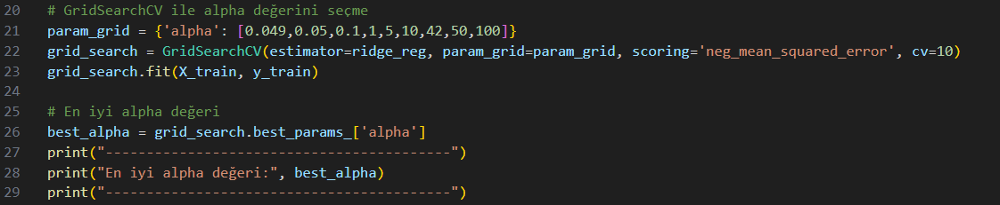 20 # GridSearchCV ile alpha değerini seçme
21 param_grid = {'alpha': [0.049,0.05,0.1,1,5,10,42,50,100]}
22 grid_search = GridSearchCV(estimator=ridge_reg, param_grid=param_grid, scoring='neg_mean_squared_error', cv=10)
23 grid_search.fit(X_train, y_train)
24
25 # En iyi alpha değeri
26 best_alpha = grid_search.best_params_['alpha']
27 print("------------------------------------------")
28 print("En iyi alpha değeri:", best_alpha)
29 print("------------------------------------------")